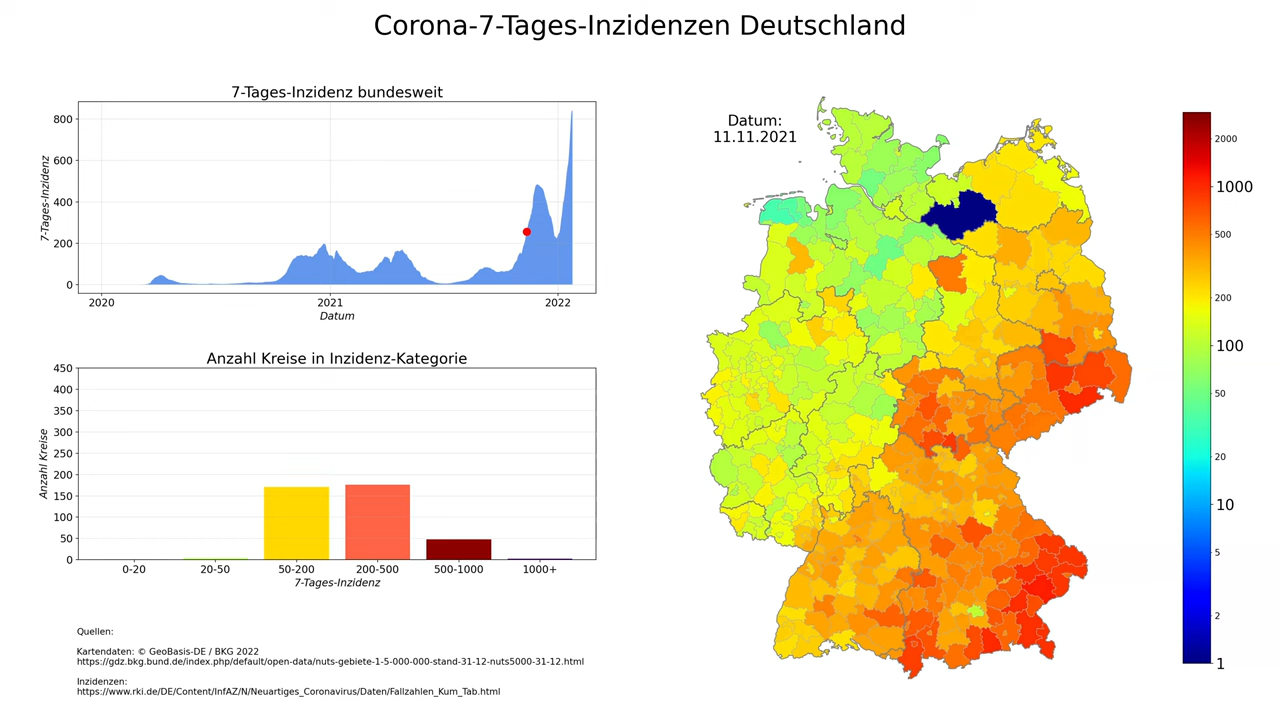 Corona-7-Tages-Inzidenzen Deutschland
7-Tages-Inzidenz bundesweit
7-Tages-Inzidenz
800
600
400
200
0
2020
2021
2022
Datum
Anzahl Kreise in Inzidenz-Kategorie
Anzahl Kreise
450
400
350
300
250
200
150
100
50
0
0-20
20-50
50-200
200-500
500-1000
1000+
7-Tages-Inzidenz
Quellen:
Kartendaten: © GeoBasis-DE / BKG 2022
https://gdz.bkg.bund.de/index.php/default/open-data/nuts-gebiete-1-5-000-000-stand-31-12-nuts5000-31-12.html
Inzidenzen:
https://www.rki.de/DE/Content/InfAZ/N/Neuartiges_Coronavirus/Daten/Fallzahlen_Kum_Tab.html
Datum:
11.11.2021
2000
1000
500
200
100
50
20
10
5
2
1